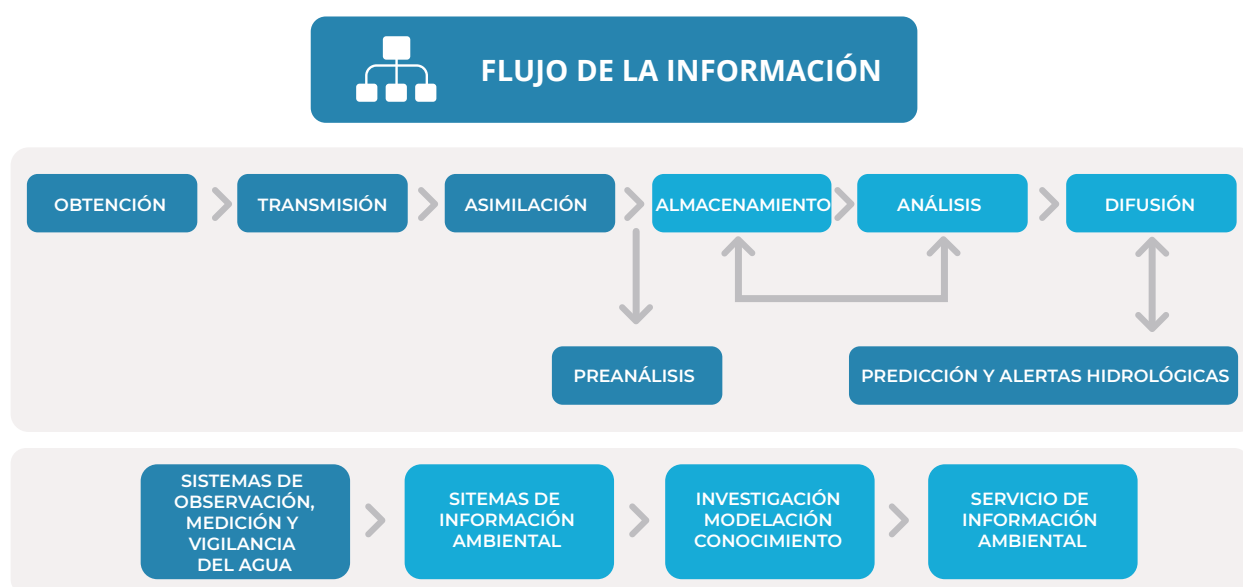 FLUJO DE LA INFORMACIÓN
OBTENCIÓN
TRANSMISIÓN
ASIMILACIÓN
ALMACENAMIENTO
ANÁLISIS
DIFUSIÓN
PREANÁLISIS
PREDICCIÓN Y ALERTAS HIDROLÓGICAS
SISTEMAS DE
OBSERVACIÓN,
MEDICIÓN Y
VIGILANCIA
DEL AGUA
SITEMAS DE
INFORMACIÓN
AMBIENTAL
INVESTIGACIÓN
MODELACIÓN
CONOCIMIENTO
SERVICIO DE
INFORMACIÓN
AMBIENTAL